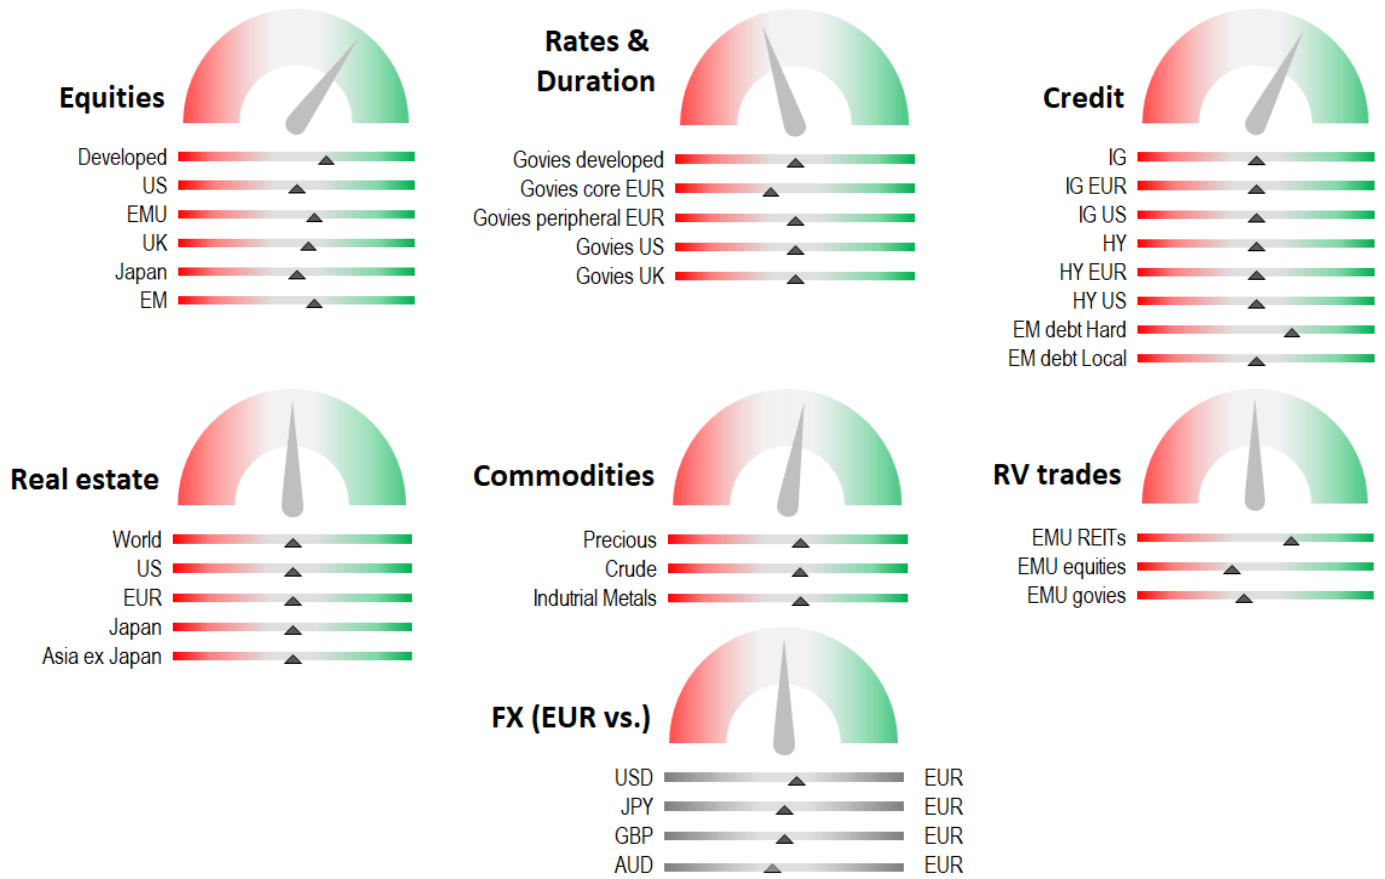 Equities
Developed
US
EMU
UK
Japan
EM
Rates &
Duration
Govies developed
Govies core EUR
Govies peripheral EUR
Govies US
Govies UK
Credit
IG
IG EUR
IG US
HY
HY EUR
HY US
EM debt Hard
EM debt Local
Real estate
World
US
EUR
Japan
Asia ex Japan
Commodities
Precious
Crude
Indutrial Metals
RV trades
EMU REITs
EMU equities
EMU govies
FX (EUR vs.)
USD EUR
JPY EUR
GBP EUR
AUD EUR